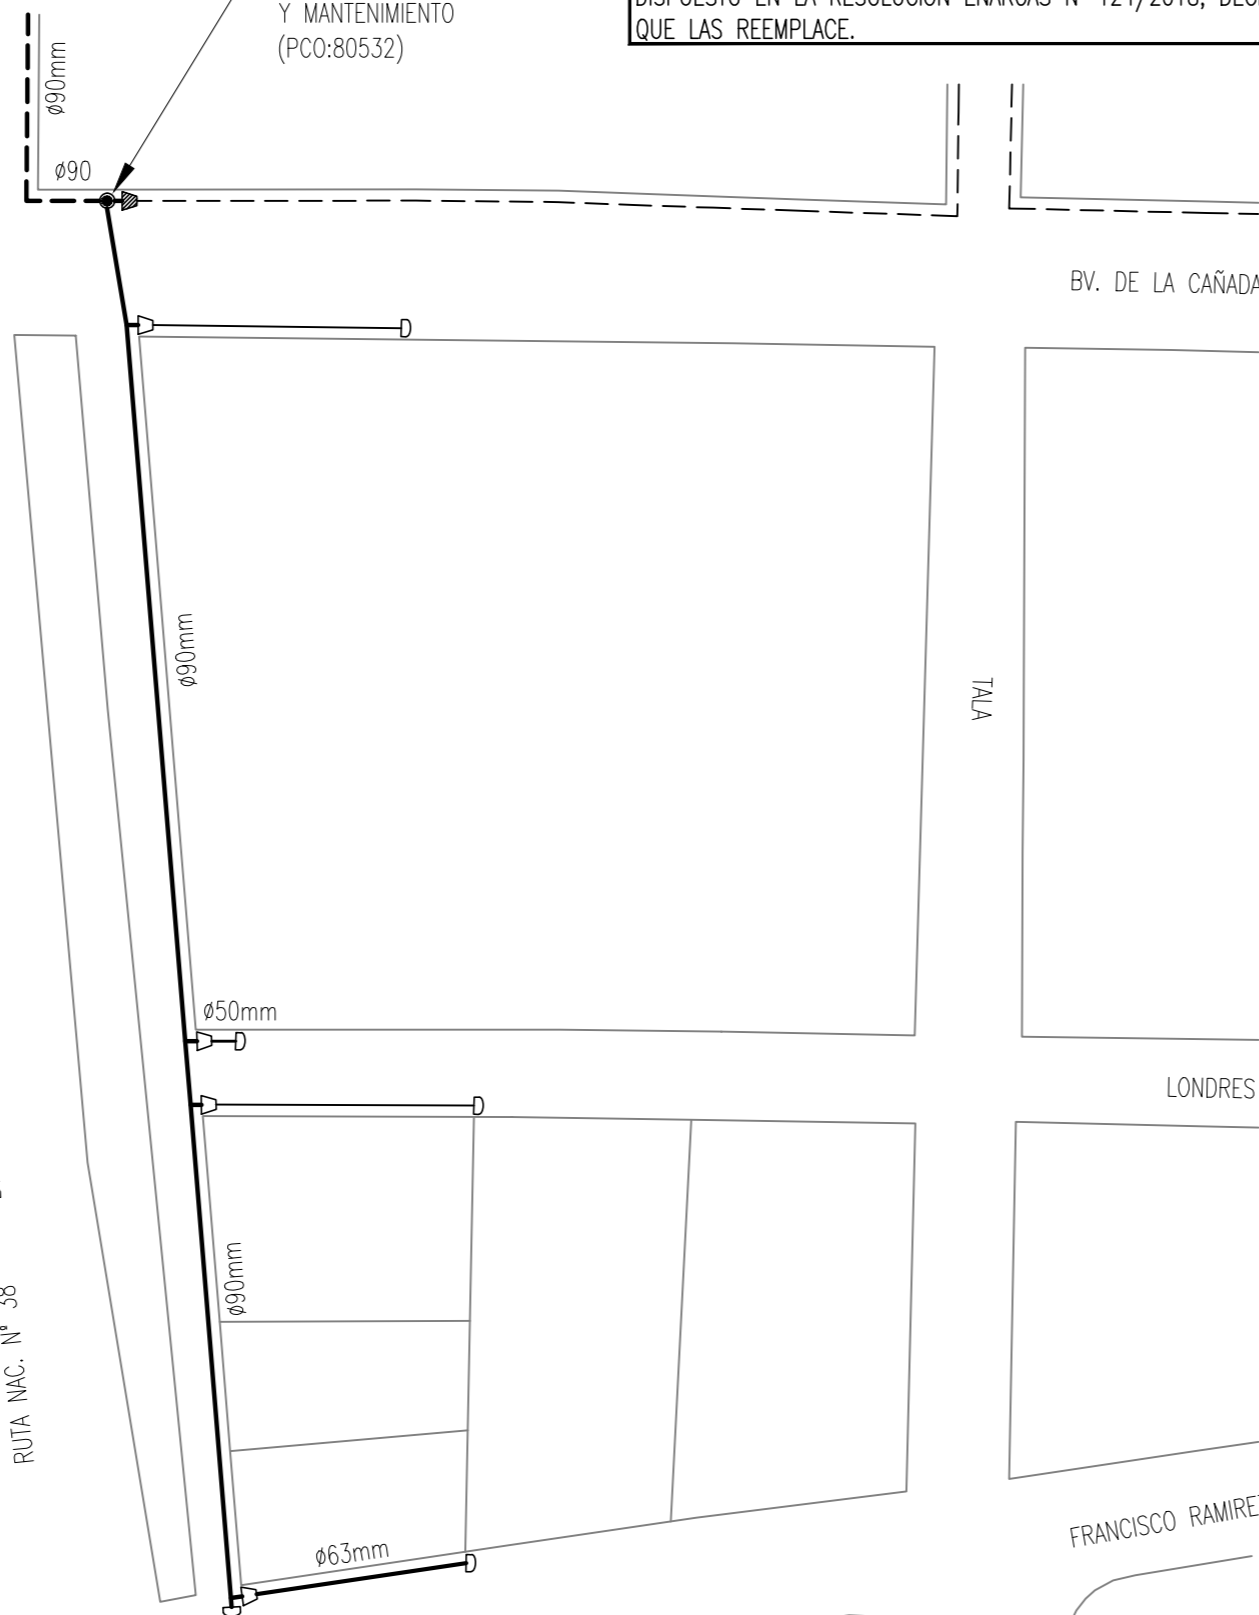 Y MANTENIMIENTO
(PCO:80532)
QUE LAS REEMPLACE.
ø90mm
ø90
BV. DE LA CAÑADA
ø90mm
TALA
ø50mm
LONDRES
ø90mm
RUTA NAC. Nº 38
ø63mm
FRANCISCO RAMIREZ